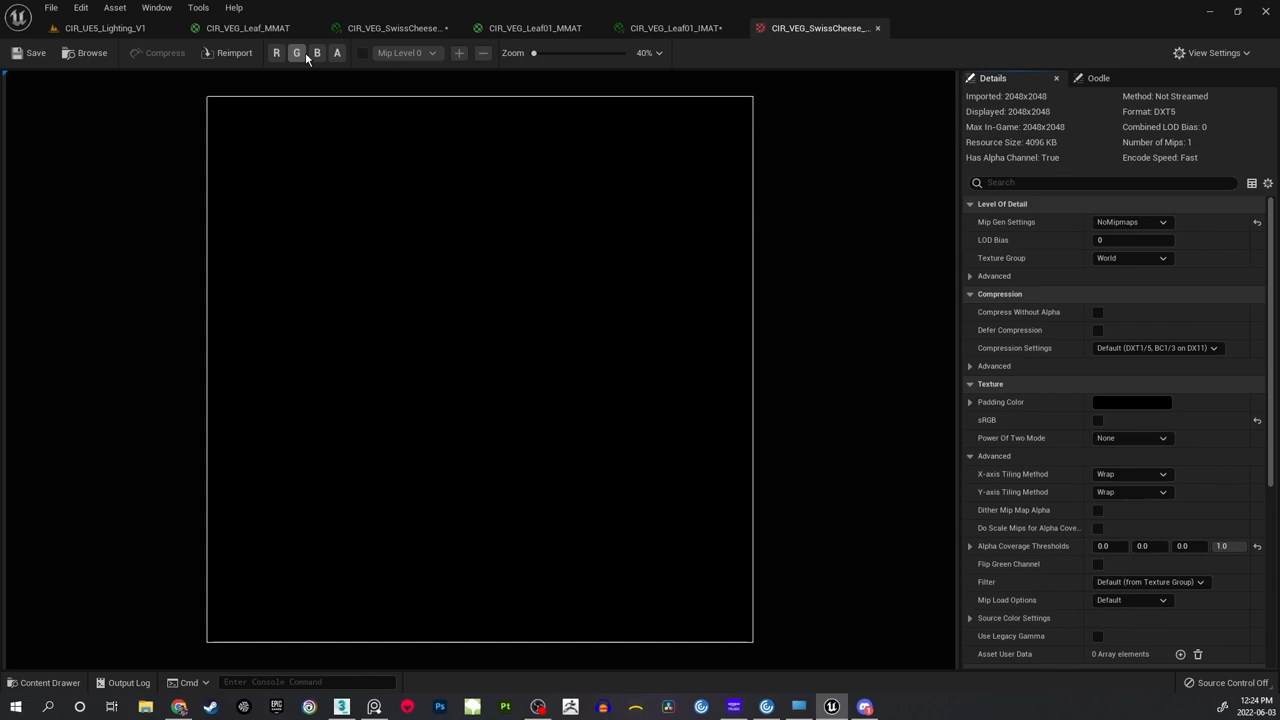 File Edit Asset Window Tools Help
CIR_UE5_Lighting_V1 CIR_VEG_Leaf_MMAT CIR_VEG_SwissCheese...• CIR_VEG_Leaf01_MMAT CIR_VEG_Leaf01_IMAT• CIR_VEG_SwissCheese_...
Save Browse Compress Reimport R G B A Mip Level 0 Zoom 40% View Settings
Details Oodle
Imported: 2048x2048 Method: Not Streamed
Displayed: 2048x2048 Format: DXT5
Max In-Game: 2048x2048 Combined LOD Bias: 0
Resource Size: 4096 KB Number of Mips: 1
Has Alpha Channel: True Encode Speed: Fast
Search
Level Of Detail
Mip Gen Settings NoMipmaps
LOD Bias 0
Texture Group World
Advanced
Compression
Compress Without Alpha
Defer Compression
Compression Settings Default (DXT1/5, BC1/3 on DX11)
Advanced
Texture
Padding Color
sRGB
Power Of Two Mode None
Advanced
X-axis Tiling Method Wrap
Y-axis Tiling Method Wrap
Dither Mip Map Alpha
Do Scale Mips for Alpha Cove...
Alpha Coverage Thresholds 0.0 0.0 0.0 1.0
Flip Green Channel
Filter Default (from Texture Group)
Mip Load Options Default
Source Color Settings
Use Legacy Gamma
Asset User Data 0 Array elements
Content Drawer Output Log Cmd Enter Console Command Source Control Off
EPIC GAMES 3 Ps Pt music 12:24 PM
2022-06-03